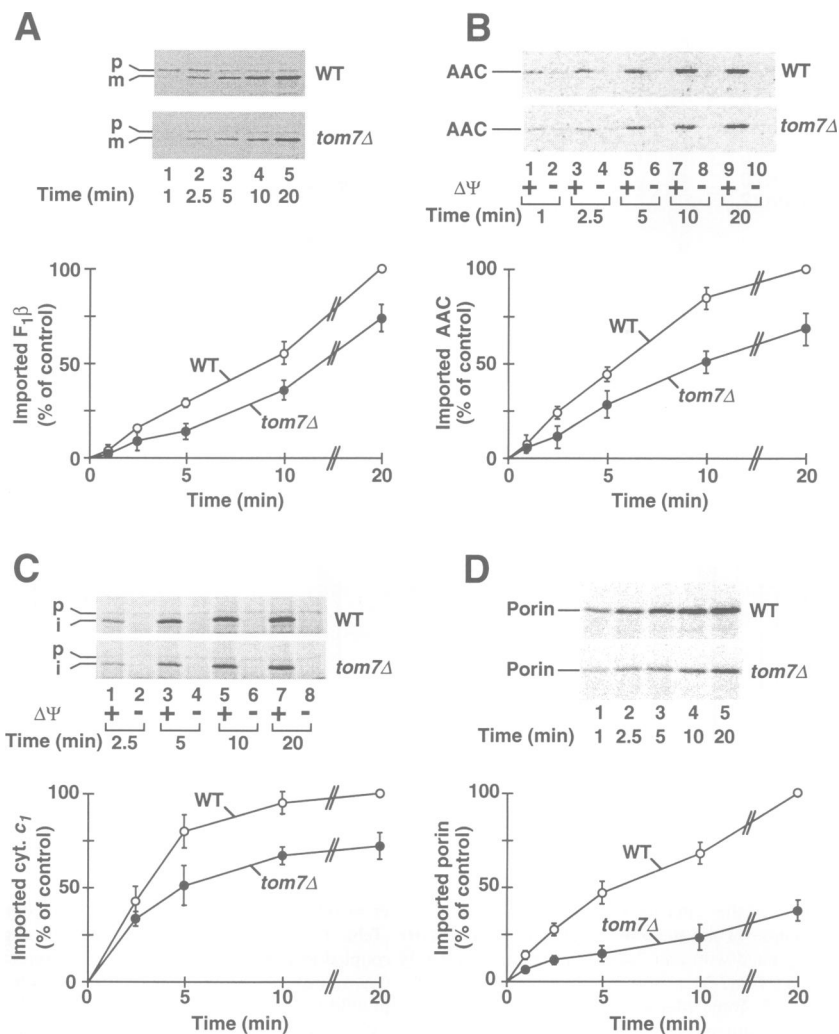 A
p
m
WT
p
m
tom7Δ
1 2 3 4 5
Time (min) 1 2.5 5 10 20
100
50
0
Imported F₁β
(% of control)
WT
tom7Δ
0 5 10 20
Time (min)
B
AAC WT
AAC tom7Δ
1 2 3 4 5 6 7 8 9 10
ΔΨ + - + - + - + - + -
Time (min) 1 2.5 5 10 20
100
50
0
Imported AAC
(% of control)
WT
tom7Δ
0 5 10 20
Time (min)
C
p
i
WT
p
i
tom7Δ
1 2 3 4 5 6 7 8
ΔΨ + - + - + - + -
Time (min) 2.5 5 10 20
100
50
0
Imported cyt. c₁
(% of control)
WT
tom7Δ
0 5 10 20
Time (min)
D
Porin WT
Porin tom7Δ
1 2 3 4 5
Time (min) 1 2.5 5 10 20
100
50
0
Imported porin
(% of control)
WT
tom7Δ
0 5 10 20
Time (min)